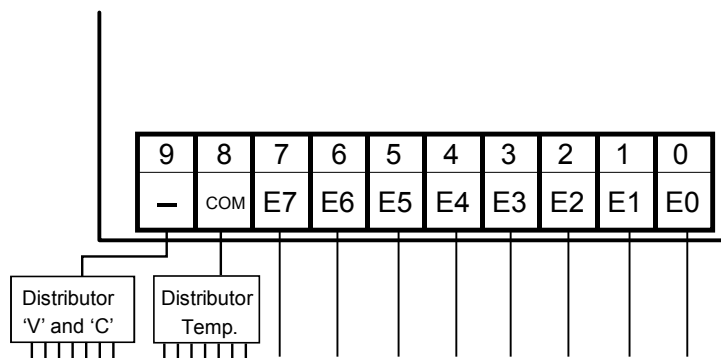 9 8 7 6 5 4 3 2 1 0
– COM E7 E6 E5 E4 E3 E2 E1 E0
Distributor
'V' and 'C'
Distributor
Temp.